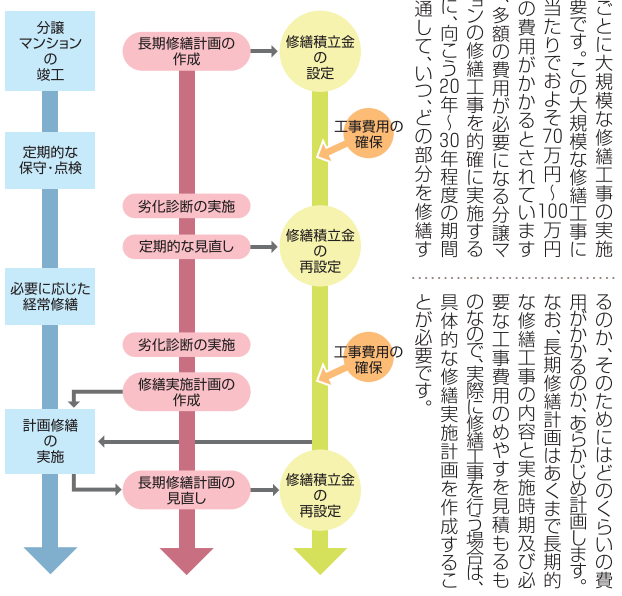 分譲
マンション
の
竣工
定期的な
保守・点検
必要に応じた
経常修繕
計画修繕
の
実施
長期修繕計画の
作成
劣化診断の実施
定期的な見直し
劣化診断の実施
修繕実施計画の
作成
長期修繕計画の
見直し
修繕積立金
の
設定
工事費用の
確保
修繕積立金
の
再設定
工事費用の
確保
修繕積立金
の
再設定
ごとに大規模な修繕工事の実施
要です。この大規模な修繕工事に
当たりでおよそ70万円〜100万円
の費用がかかるとされています
、多額の費用が必要になる分譲マ
ョンの修繕工事を的確に実施する
に、向こう20年〜30年程度の期間
通して、いつ、どの部分を修繕す
るのか、そのためにはどのくらいの費
用がかかるのか、あらかじめ計画します。
なお、長期修繕計画はあくまで長期的
な修繕工事の内容と実施時期及び必
要な工事費用のめやすを見積もるも
のなので、実際に修繕工事を行う場合は、
具体的な修繕実施計画を作成するこ
とが必要です。